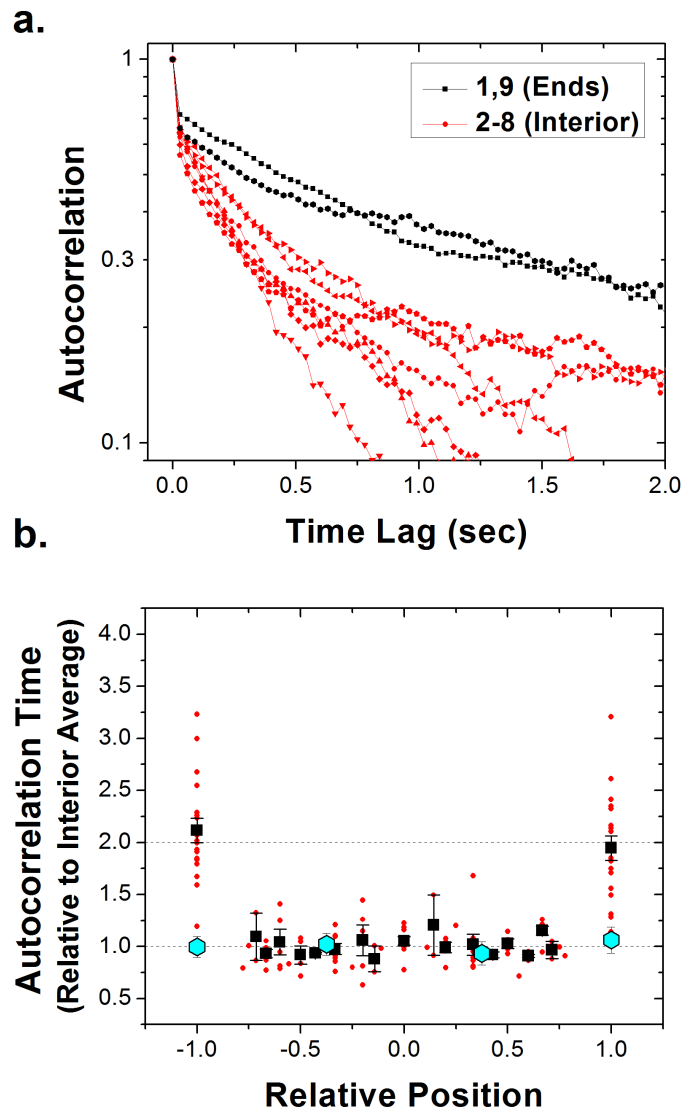 a.
1
0.3
0.1
Autocorrelation
1,9 (Ends)
2-8 (Interior)
0.0 0.5 1.0 1.5 2.0
Time Lag (sec)
b.
4.0
3.5
3.0
2.5
2.0
1.5
1.0
0.5
Autocorrelation Time
(Relative to Interior Average)
-1.0 -0.5 0.0 0.5 1.0
Relative Position